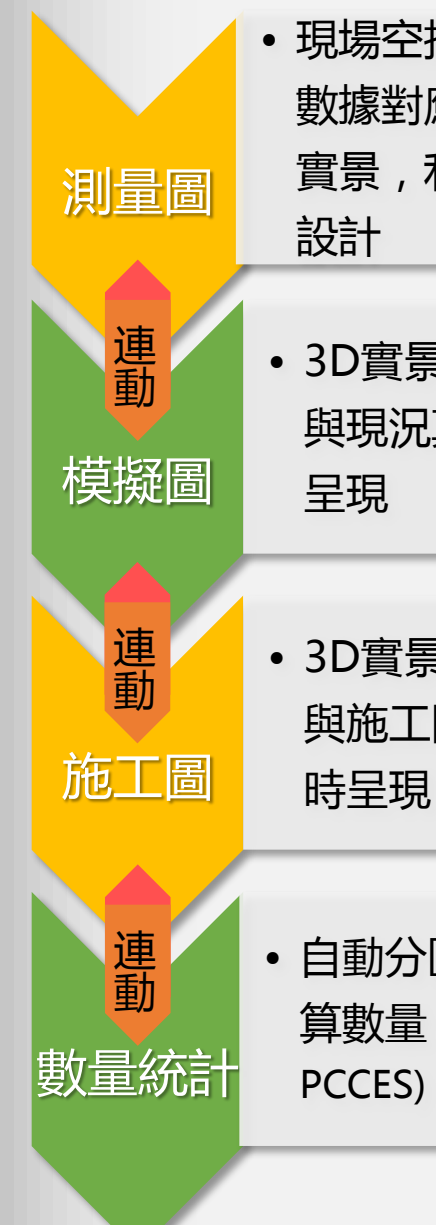 測量圖
• 現場空
數據對
實景，
設計
連動
模擬圖
• 3D實景
與現況
呈現
連動
施工圖
• 3D實景
與施工
時呈現
連動
數量統計
• 自動分
算數量
PCCES)